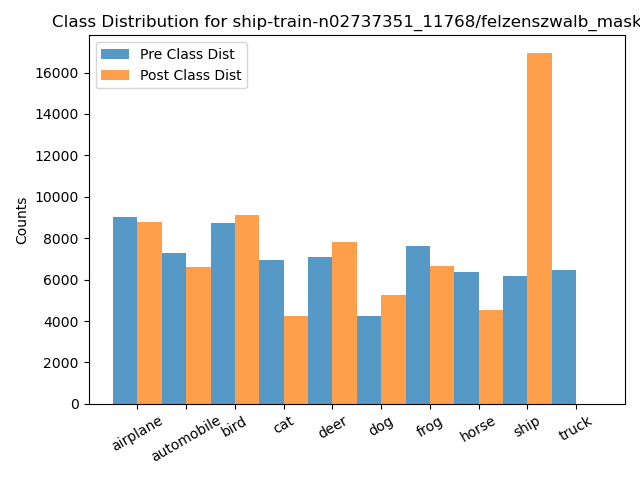 Class Distribution for ship-train-n02737351_11768/felzenszwalb_mask
Pre Class Dist
Post Class Dist
Counts
16000
14000
12000
10000
8000
6000
4000
2000
0
airplane
automobile
bird
cat
deer
dog
frog
horse
ship
truck